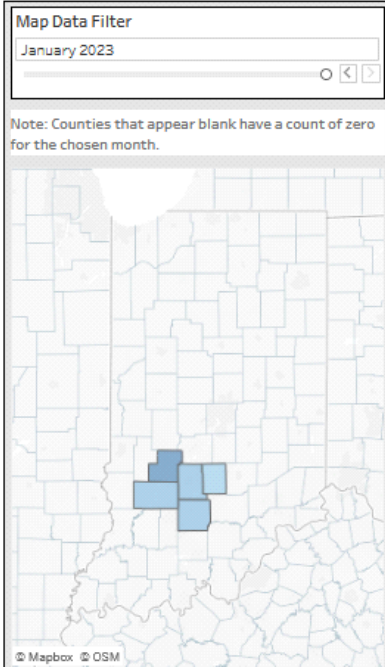 Map Data Filter
January 2023
Note: Counties that appear blank have a count of zero
for the chosen month.
© Mapbox © OSM